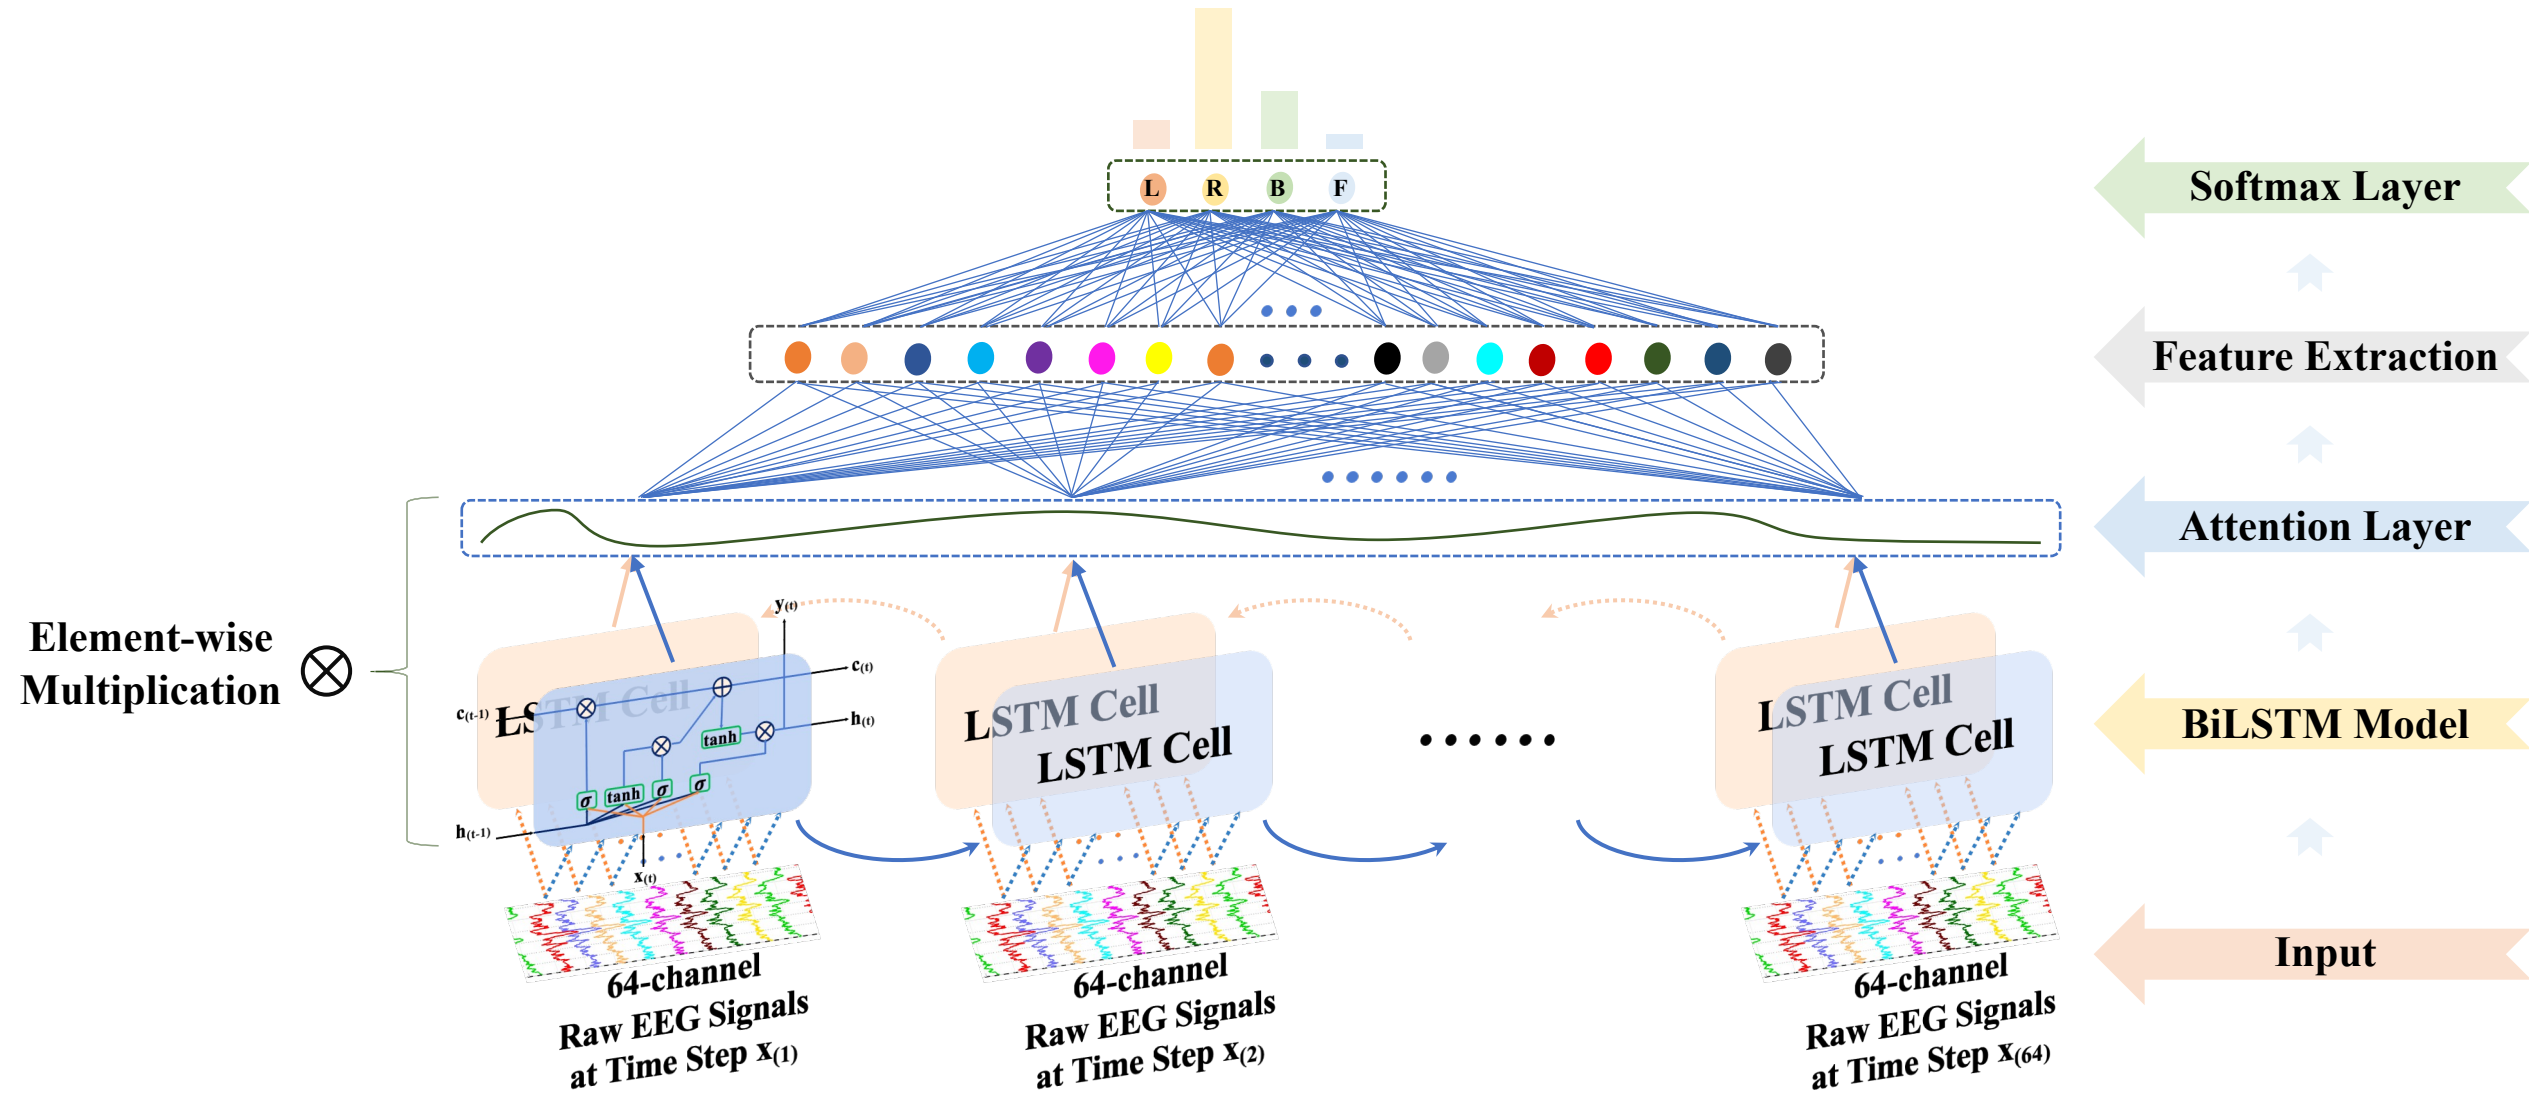 L R B F
Softmax Layer
Feature Extraction
Attention Layer
Element-wise
Multiplication
y(t)
c(t)
LSTM Cell
c(t-1)
h(t)
tanh
σ tanh σ σ
h(t-1)
x(t)
LSTM Cell
LSTM Cell
LSTM Cell
LSTM Cell
BiLSTM Model
64-channel
Raw EEG Signals
at Time Step x(1)
64-channel
Raw EEG Signals
at Time Step x(2)
64-channel
Raw EEG Signals
at Time Step x(64)
Input